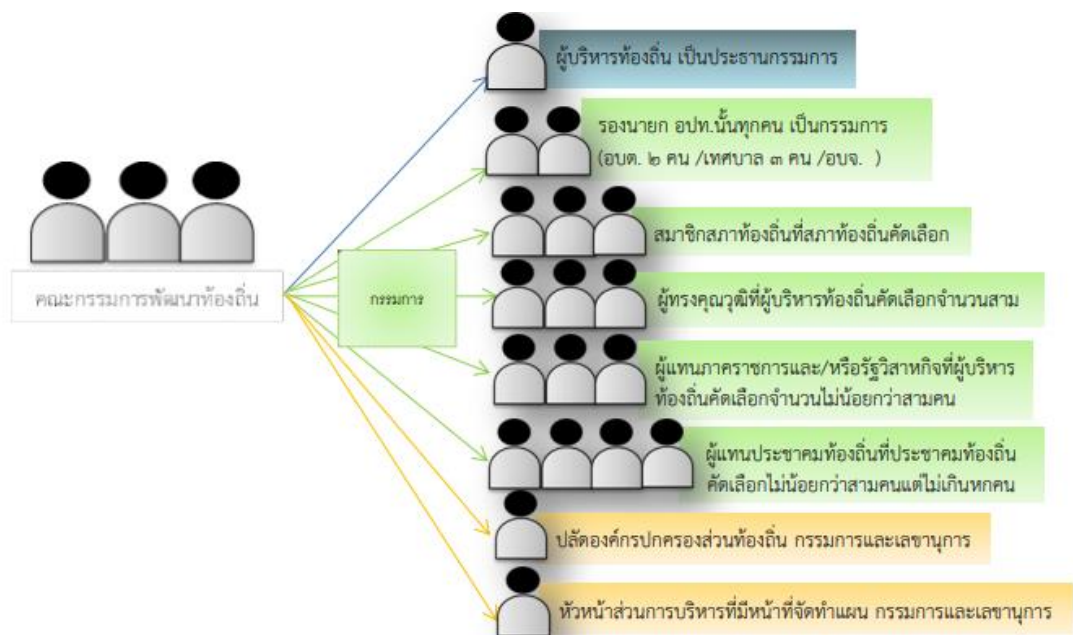 ผู้บริหารท้องถิ่น เป็นประธานกรรมการ
รองนายก อปท.นั้นทุกคน เป็นกรรมการ
(อบต. ๒ คน /เทศบาล ๓ คน /อบจ. )
สมาชิกสภาท้องถิ่นที่สภาท้องถิ่นคัดเลือก
คณะกรรมการพัฒนาท้องถิ่น
กรรมการ
ผู้ทรงคุณวุฒิที่ผู้บริหารท้องถิ่นคัดเลือกจำนวนสาม
ผู้แทนภาคราชการและ/หรือรัฐวิสาหกิจที่ผู้บริหาร
ท้องถิ่นคัดเลือกจำนวนไม่น้อยกว่าสามคน
ผู้แทนประชาคมท้องถิ่นที่ประชาคมท้องถิ่น
คัดเลือกไม่น้อยกว่าสามคนแต่ไม่เกินหกคน
ปลัดองค์กรปกครองส่วนท้องถิ่น กรรมการและเลขานุการ
หัวหน้าส่วนการบริหารที่มีหน้าที่จัดทำแผน กรรมการและเลขานุการ